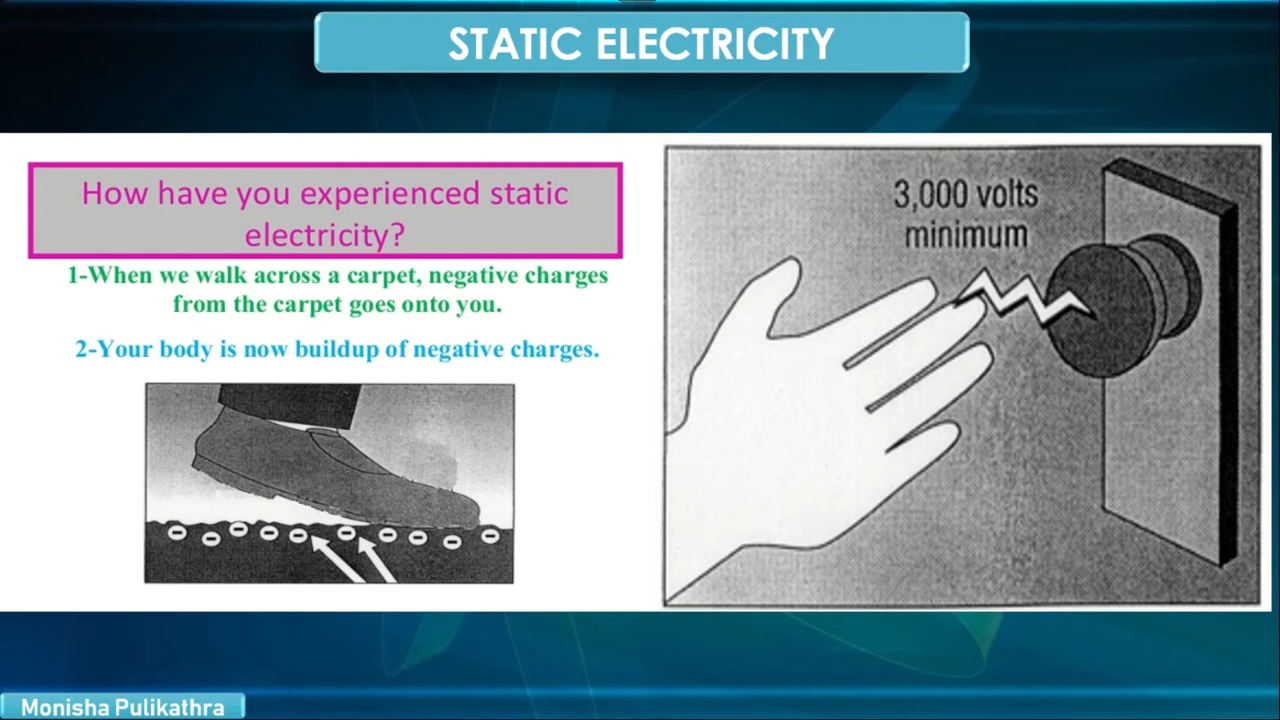 STATIC ELECTRICITY
How have you experienced static
electricity?
1-When we walk across a carpet, negative charges
from the carpet goes onto you.
2-Your body is now buildup of negative charges.
3,000 volts
minimum
Monisha Pulikathra